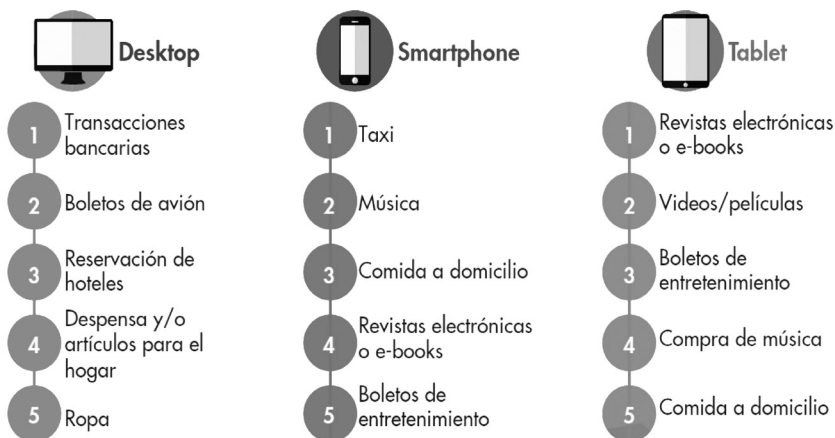 Desktop
1
Transacciones
bancarias
2
Boletos de avión
3
Reservación de
hoteles
4
Despensa y/o
artículos para el
hogar
5
Ropa
Smartphone
1
Taxi
2
Música
3
Comida a domicilio
4
Revistas electrónicas
o e-books
5
Boletos de
entretenimiento
Tablet
1
Revistas electrónicas
o e-books
2
Videos/películas
3
Boletos de
entretenimiento
4
Compra de música
5
Comida a domicilio